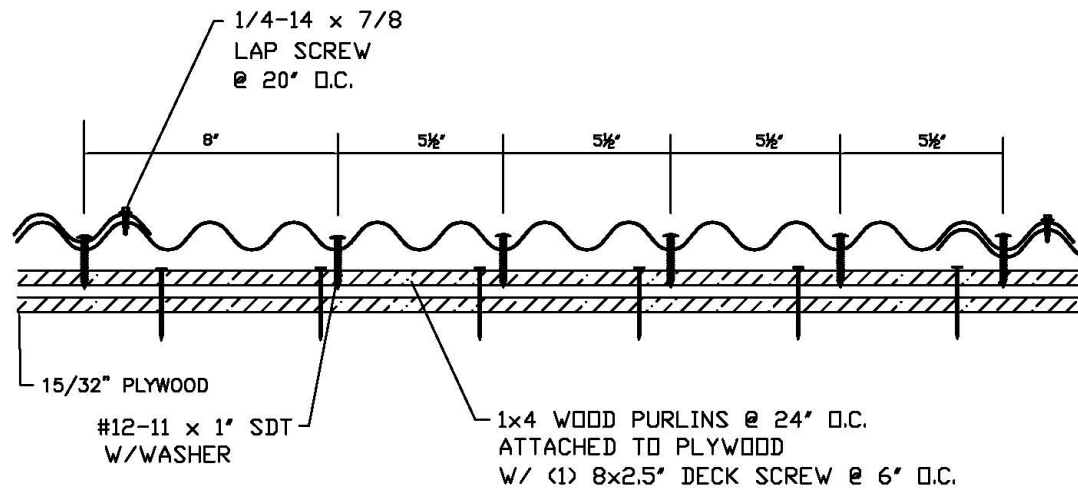 1/4-14 x 7/8
LAP SCREW
@ 20" O.C.
8"
5½"
5½"
5½"
5½"
15/32" PLYWOOD
#12-11 x 1" SDT
W/WASHER
1x4 WOOD PURLINS @ 24" O.C.
ATTACHED TO PLYWOOD
W/ (1) 8x2.5" DECK SCREW @ 6" O.C.